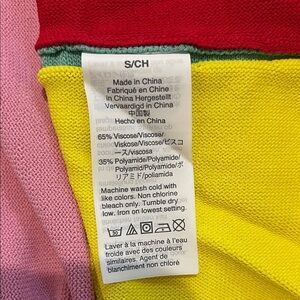 S/CH
Made in China
Fabriqué en China
in China Hergestellt
Vervaardigd in China
中国製
Hecho en China
65% Viscose/Viscose/
Viskose/Viscose/ビスコ
ース/viscosa
35% Polyamide/Polyamide/
Polyamid/Polyamide/ポ
リアミド/poliamida
Machine wash cold with
like colors. Non chlorine
bleach only. Tumble dry
low. Iron on lowest setting.
Laver à la machine à l'eau
froide avec des couleurs
similaires. Agent de
blanchiment non chloré